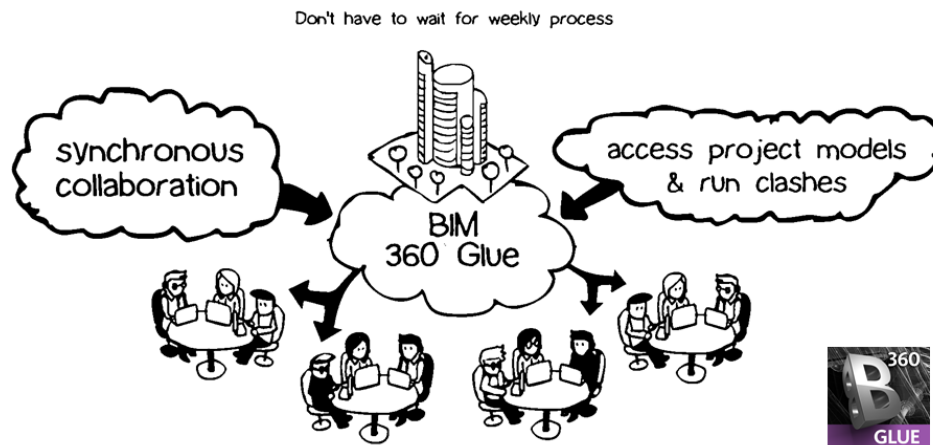 Don't have to wait for weekly process
synchronous
collaboration
access project models
& run clashes
BIM
360 Glue
B
360
GLUE